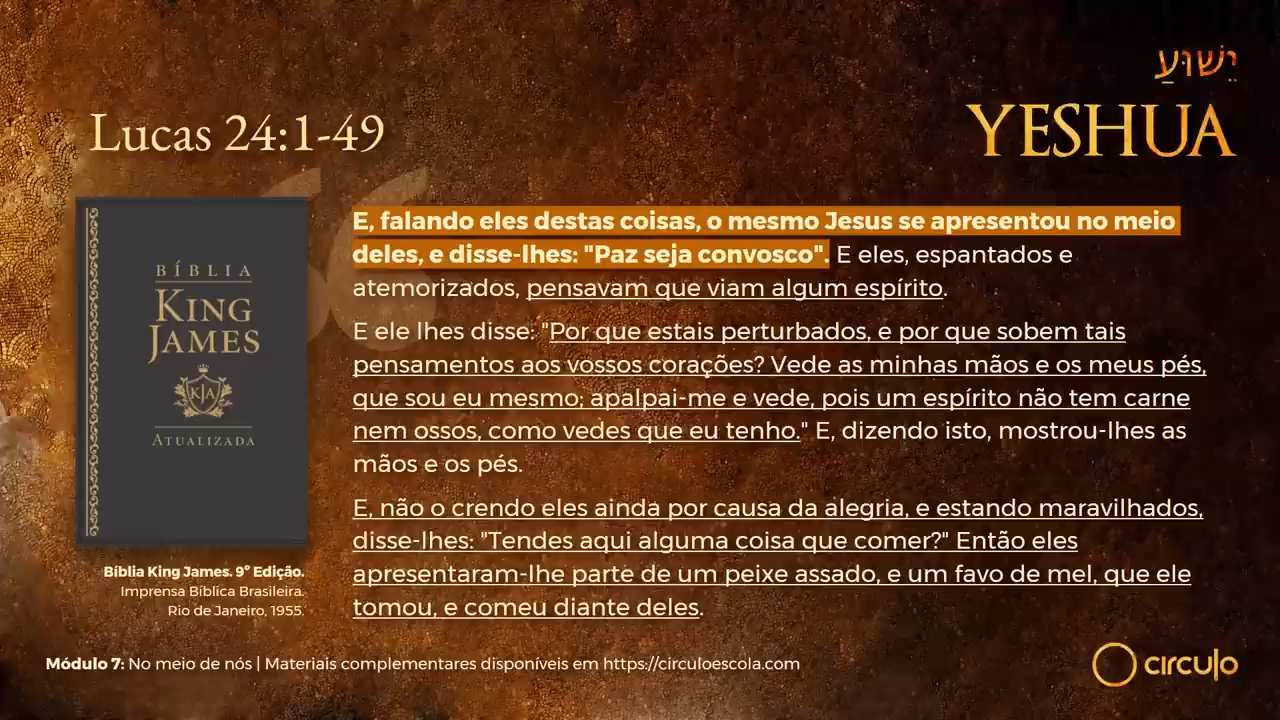 יֵשׁוּעַ
YESHUA
Lucas 24:1-49
BÍBLIA
KING
JAMES
KJA
ATUALIZADA
Bíblia King James. 9º Edição.
Imprensa Bíblica Brasileira.
Rio de Janeiro, 1955.
E, falando eles destas coisas, o mesmo Jesus se apresentou no meio
deles, e disse-lhes: "Paz seja convosco". E eles, espantados e
atemorizados, pensavam que viam algum espírito.
E ele lhes disse: "Por que estais perturbados, e por que sobem tais
pensamentos aos vossos corações? Vede as minhas mãos e os meus pés,
que sou eu mesmo; apalpai-me e vede, pois um espírito não tem carne
nem ossos, como vedes que eu tenho." E, dizendo isto, mostrou-lhes as
mãos e os pés.
E, não o crendo eles ainda por causa da alegria, e estando maravilhados,
disse-lhes: "Tendes aqui alguma coisa que comer?" Então eles
apresentaram-lhe parte de um peixe assado, e um favo de mel, que ele
tomou, e comeu diante deles.
Módulo 7: No meio de nós | Materiais complementares disponíveis em https://circuloescola.com
circulo